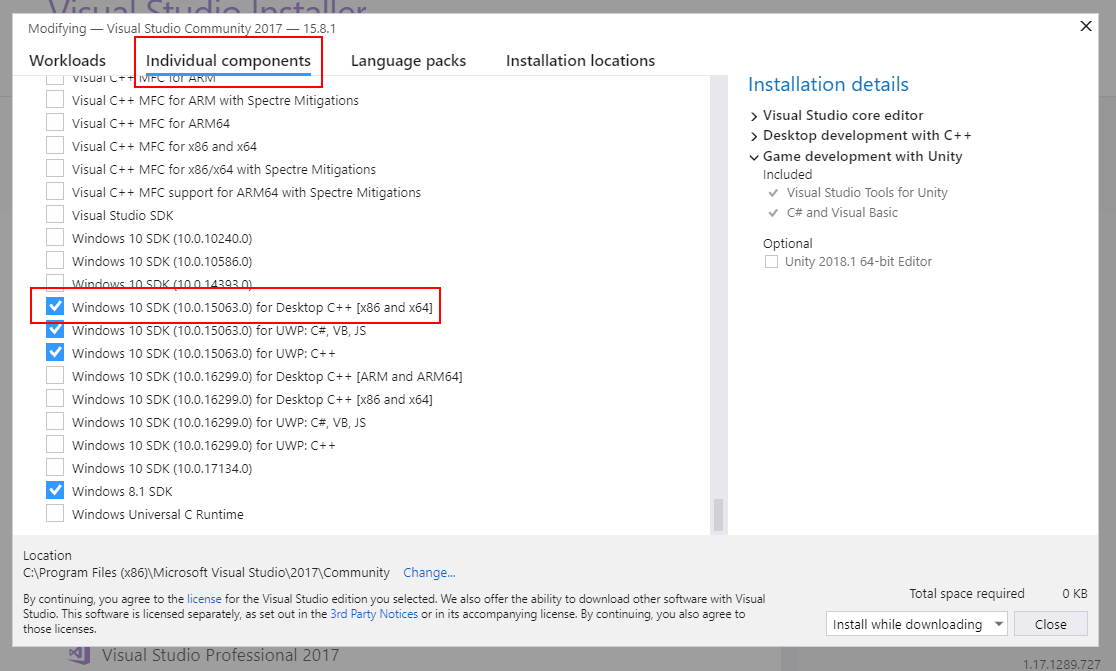 Visual Studio Installer
Modifying — Visual Studio Community 2017 — 15.8.1
Workloads
Individual components
Language packs
Installation locations
Visual C++ MFC for ARM
Visual C++ MFC for ARM with Spectre Mitigations
Visual C++ MFC for ARM64
Visual C++ MFC for x86 and x64
Visual C++ MFC for x86/x64 with Spectre Mitigations
Visual C++ MFC support for ARM64 with Spectre Mitigations
Visual Studio SDK
Windows 10 SDK (10.0.10240.0)
Windows 10 SDK (10.0.10586.0)
Windows 10 SDK (10.0.14393.0)
Windows 10 SDK (10.0.15063.0) for Desktop C++ [x86 and x64]
Windows 10 SDK (10.0.15063.0) for UWP: C#, VB, JS
Windows 10 SDK (10.0.15063.0) for UWP: C++
Windows 10 SDK (10.0.16299.0) for Desktop C++ [ARM and ARM64]
Windows 10 SDK (10.0.16299.0) for Desktop C++ [x86 and x64]
Windows 10 SDK (10.0.16299.0) for UWP: C#, VB, JS
Windows 10 SDK (10.0.16299.0) for UWP: C++
Windows 10 SDK (10.0.17134.0)
Windows 8.1 SDK
Windows Universal C Runtime
Installation details
Visual Studio core editor
Desktop development with C++
Game development with Unity
Included
Visual Studio Tools for Unity
C# and Visual Basic
Optional
Unity 2018.1 64-bit Editor
Location
C:\Program Files (x86)\Microsoft Visual Studio\2017\Community Change...
By continuing, you agree to the license for the Visual Studio edition you selected. We also offer the ability to download other software with Visual
Studio. This software is licensed separately, as set out in the 3rd Party Notices or in its accompanying license. By continuing, you also agree to
those licenses.
Total space required 0 KB
Install while downloading
Close
Visual Studio Professional 2017
1.17.1289.727